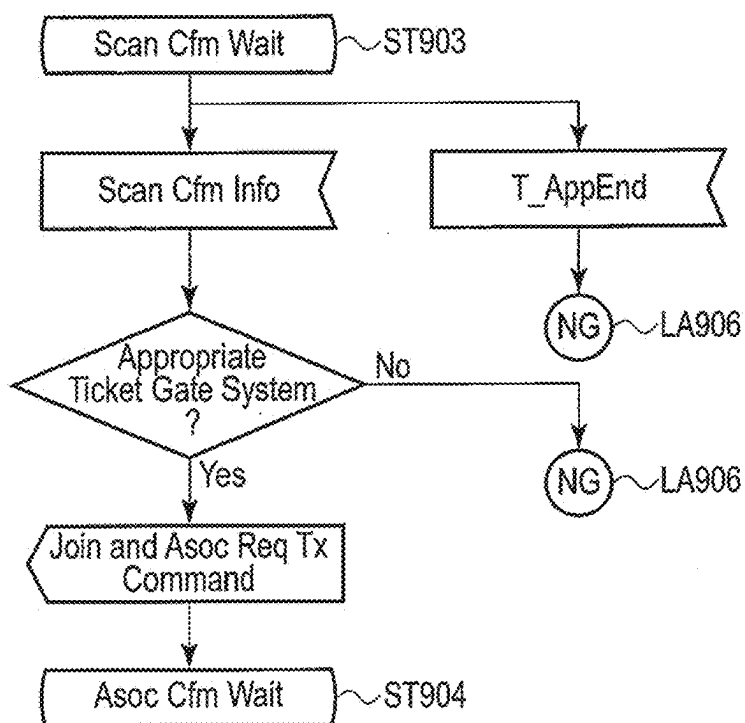 Scan Cfm Wait
ST903
Scan Cfm Info
T_AppEnd
NG
LA906
Appropriate
Ticket Gate System
?
No
Yes
NG
LA906
Join and Asoc Req Tx
Command
Asoc Cfm Wait
ST904